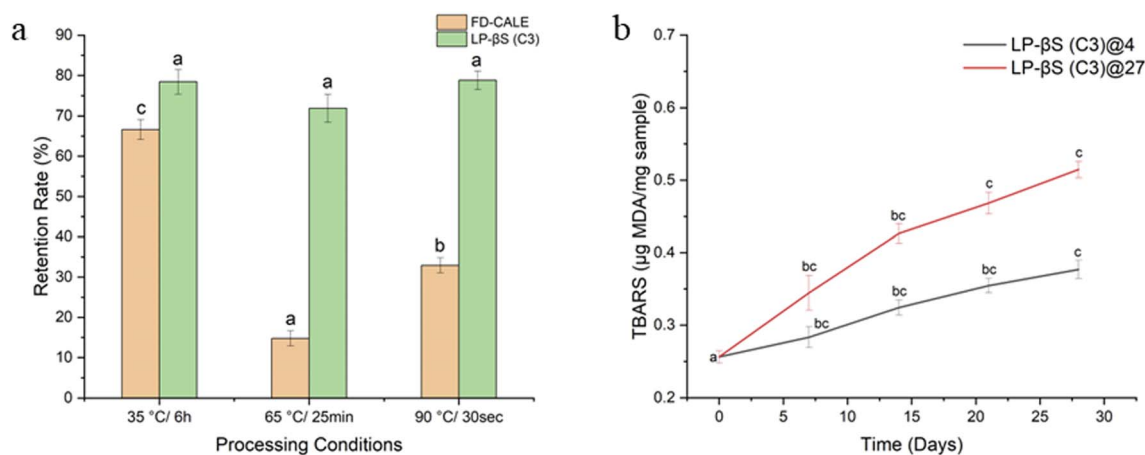 a
FD-CALE
LP-βS (C3)
90
80
70
60
50
40
30
20
10
0
Retention Rate (%)
c
a
a
a
b
a
35 °C/ 6h
65 °C/ 25min
90 °C/ 30sec
Processing Conditions
b
LP-βS (C3)@4
LP-βS (C3)@27
0.7
0.6
0.5
0.4
0.3
0.2
TBARS (µg MDA/mg sample)
a
bc
bc
c
c
bc
bc
bc
c
0
5
10
15
20
25
30
Time (Days)